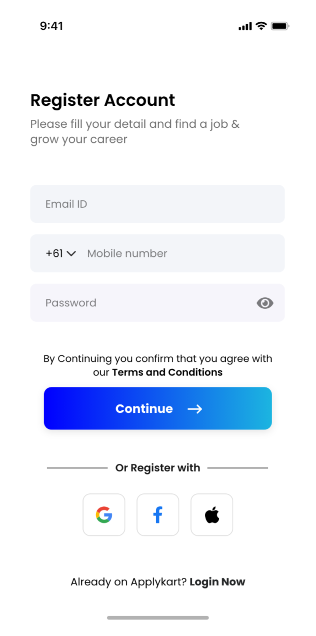 9:41
Register Account
Please fill your detail and find a job &
grow your career
Email ID
+61 Mobile number
Password
By Continuing you confirm that you agree with
our Terms and Conditions
Continue
Or Register with
Already on Applykart? Login Now